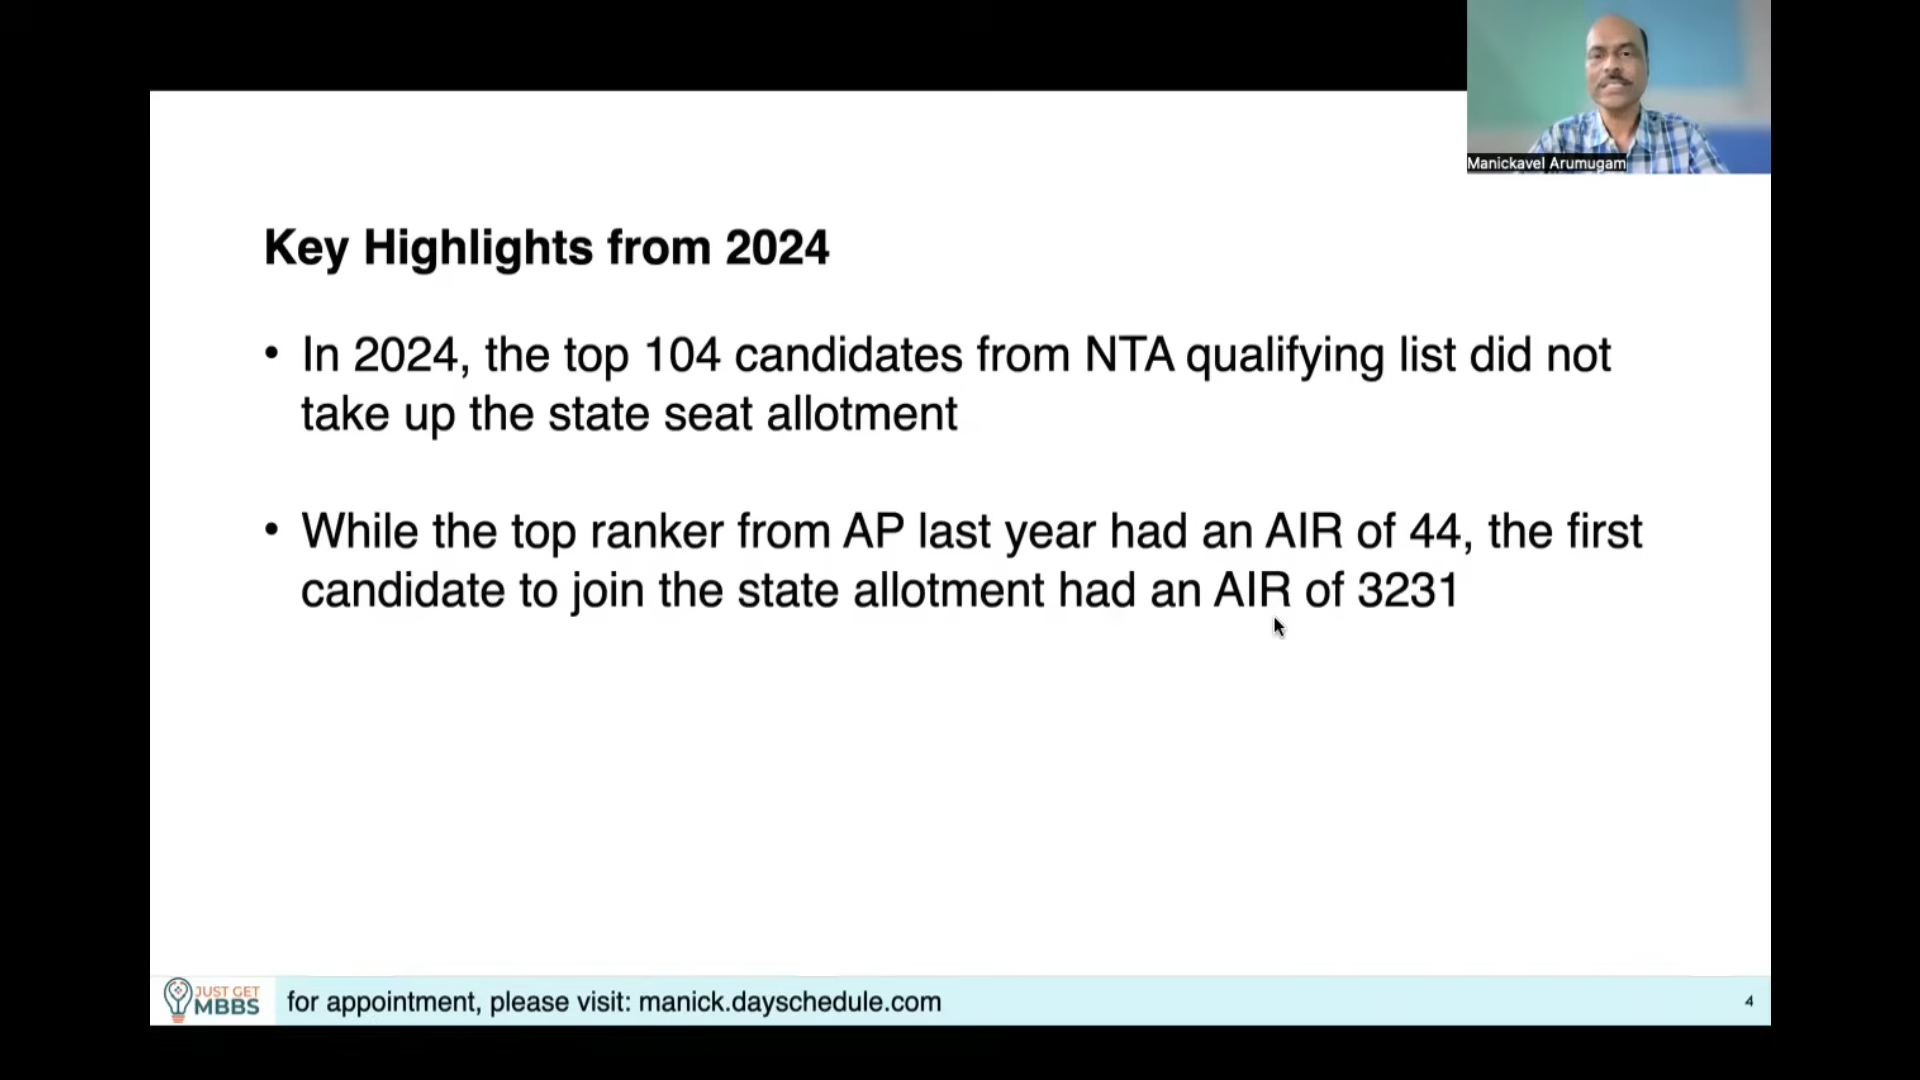 Manickavel Arumugam
Key Highlights from 2024
• In 2024, the top 104 candidates from NTA qualifying list did not
take up the state seat allotment
• While the top ranker from AP last year had an AIR of 44, the first
candidate to join the state allotment had an AIR of 3231
JUST GET
MBBS
for appointment, please visit: manick.dayschedule.com
4